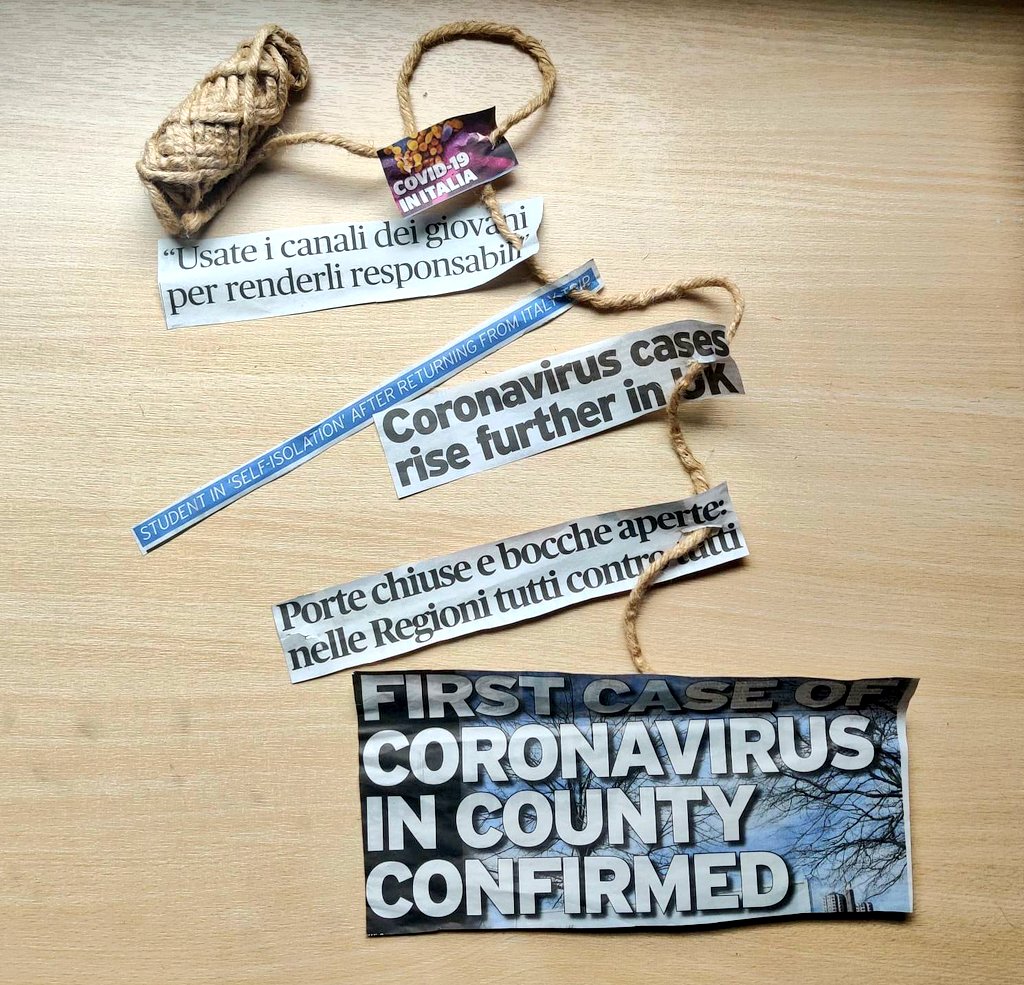 COVID-19
IN ITALIA
“Usate i canali dei giovani
per renderli responsabili”
STUDENT IN ‘SELF-ISOLATION’ AFTER RETURNING FROM ITALY TRIP
Coronavirus cases
rise further in UK
Porte chiuse e bocche aperte:
nelle Regioni tutti contro tutti
FIRST CASE OF
CORONAVIRUS
IN COUNTY
CONFIRMED